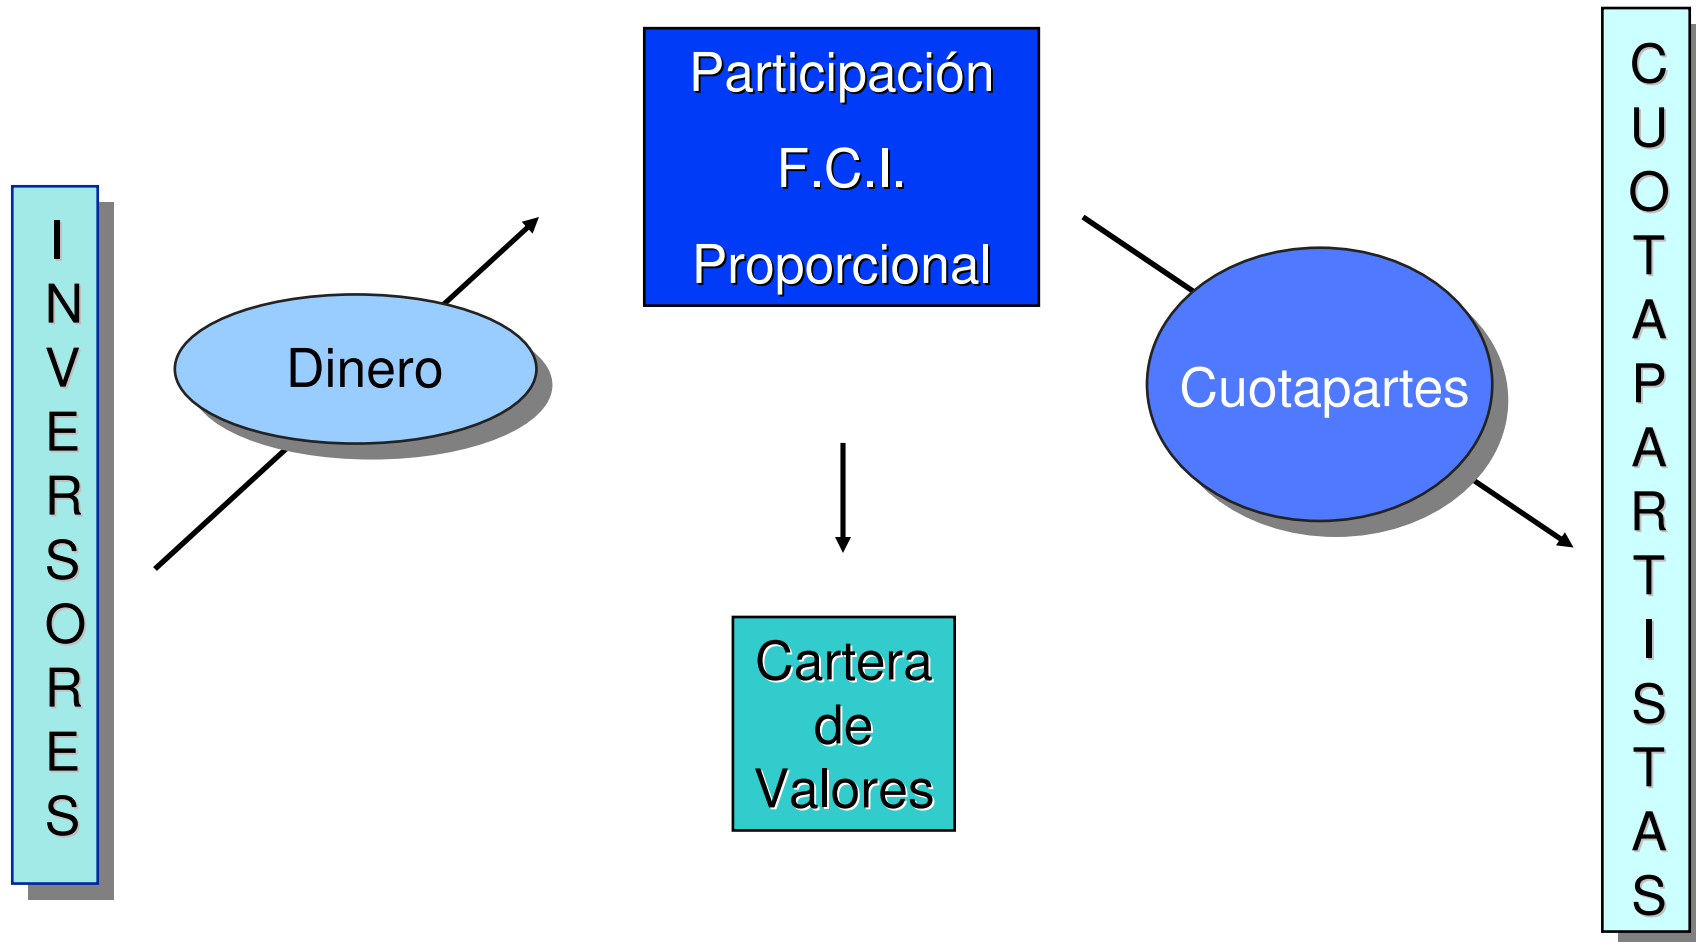 INVERSORES
Dinero
Participación
F.C.I.
Proporcional
Cartera
de
Valores
Cuotapartes
CUOTAPARTISTAS